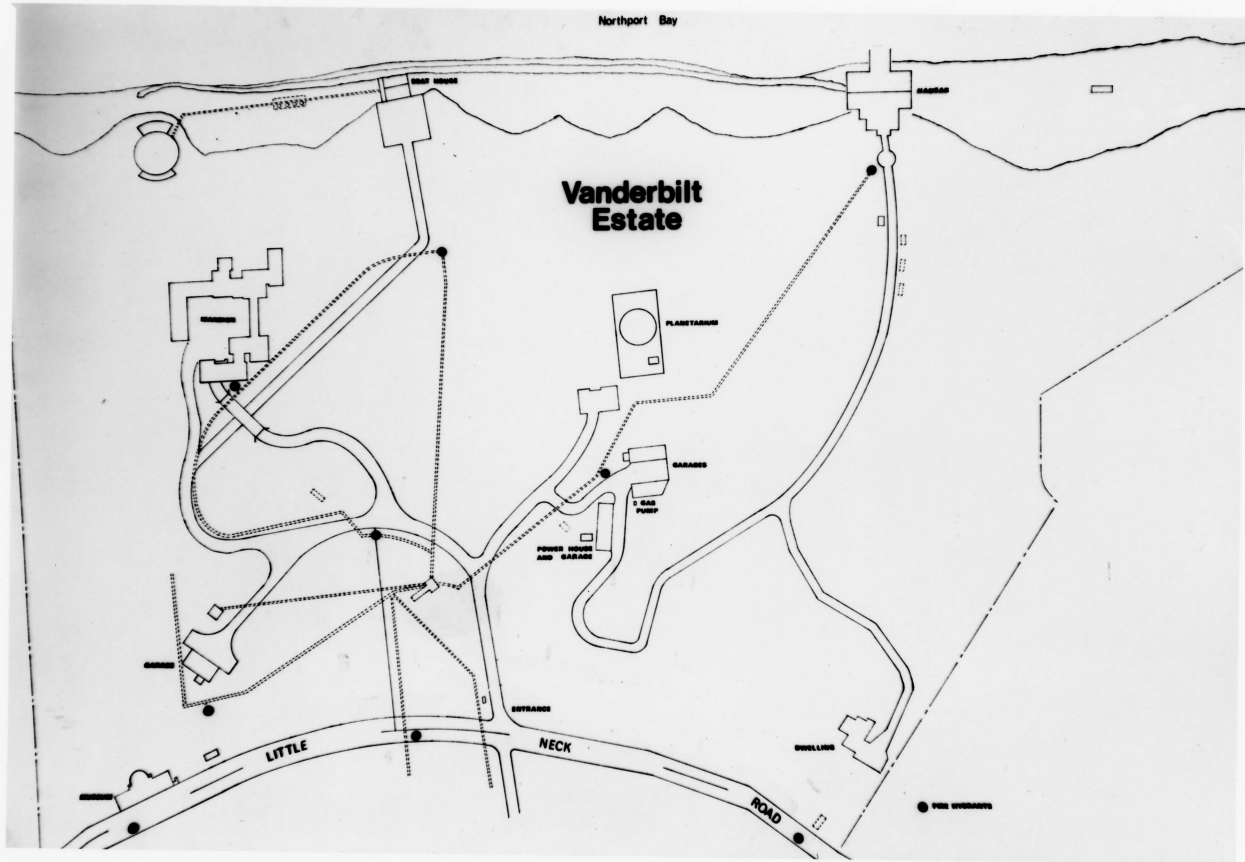 Northport Bay
BOAT HOUSE
HANGAR
Vanderbilt
Estate
MANSION
PLANETARIUM
GARAGES
GAS
PUMP
POWER HOUSE
AND GARAGE
GARAGE
ENTRANCE
LITTLE NECK ROAD
DWELLING
MUSEUM
FIRE HYDRANTS